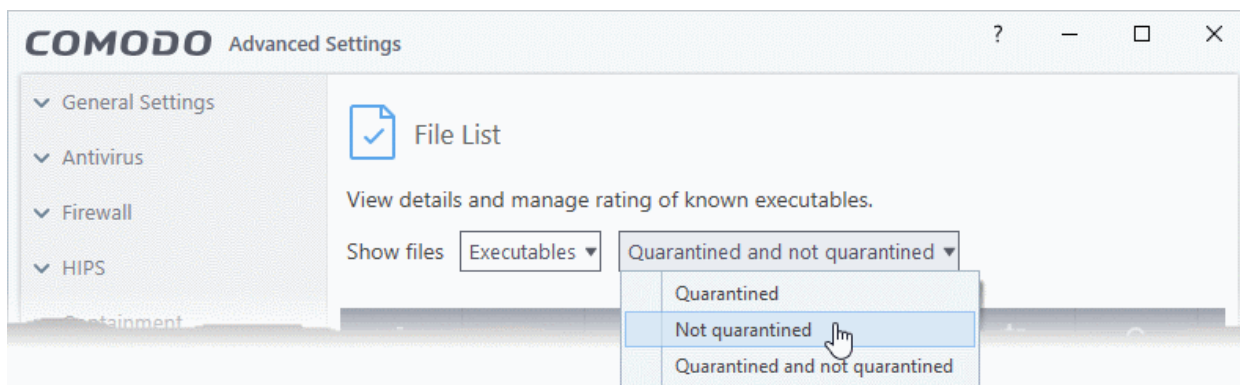 COMODO Advanced Settings ?
General Settings
File List
Antivirus
View details and manage rating of known executables.
Firewall
Show files Executables Quarantined and not quarantined
HIPS
Quarantined
Containment
Not quarantined
Quarantined and not quarantined